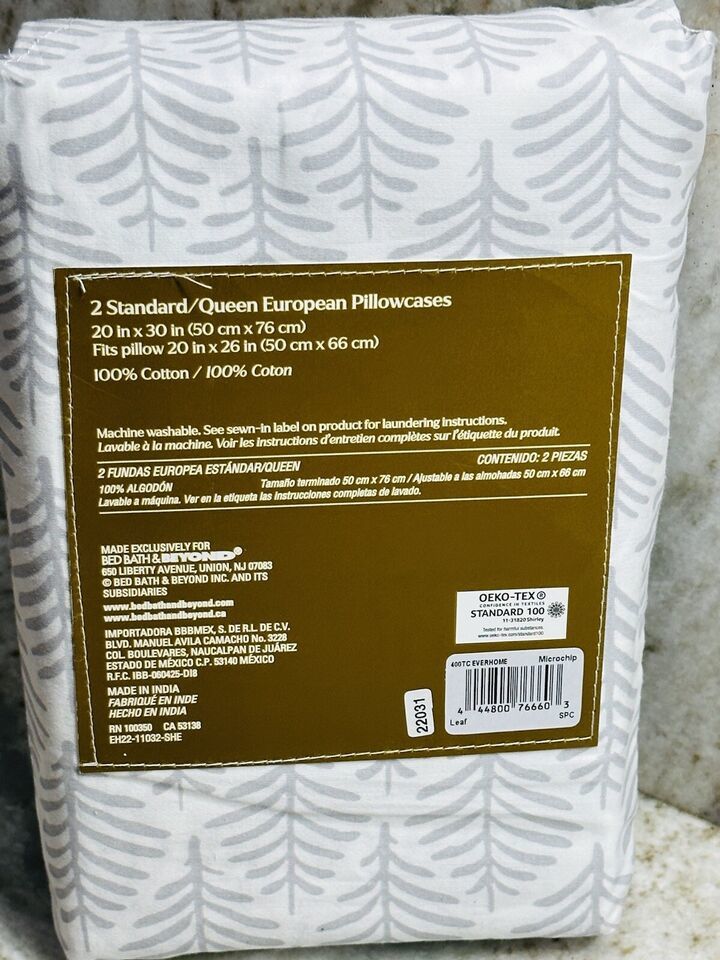 2 Standard/Queen European Pillowcases
20 in x 30 in (50 cm x 76 cm)
Fits pillow 20 in x 26 in (50 cm x 66 cm)
100% Cotton / 100% Coton
Machine washable. See sewn-in label on product for laundering instructions.
Lavable à la machine. Voir les instructions d'entretien complètes sur l'étiquette du produit.
2 FUNDAS EUROPEA ESTÁNDAR/QUEEN
CONTENIDO: 2 PIEZAS
100% ALGODÓN
Tamaño terminado 50 cm x 76 cm / Ajustable a las almohadas 50 cm x 66 cm
Lavable a máquina. Ver en la etiqueta las instrucciones completas de lavado.
MADE EXCLUSIVELY FOR
BED BATH & BEYOND®
650 LIBERTY AVENUE, UNION, NJ 07083
© BED BATH & BEYOND INC. AND ITS
SUBSIDIARIES
www.bedbathandbeyond.com
www.bedbathandbeyond.ca
IMPORTADORA BBBMEX, S. DE R.L. DE C.V.
BLVD. MANUEL AVILA CAMACHO No. 3228
COL. BOULEVARES, NAUCALPAN DE JUÁREZ
ESTADO DE MÉXICO C.P. 53140 MÉXICO
R.F.C. IBB-060425-DI8
MADE IN INDIA
FABRIQUÉ EN INDE
HECHO EN INDIA
RN 100350 CA 53138
EH22-11032-SHE
OEKO-TEX®
CONFIDENCE IN TEXTILES
STANDARD 100
11-31820 Shirley
Tested for harmful substances.
www.oeko-tex.com/standard100
22031
400TC EVERHOME Microchip
4 44800 76660 3
Leaf SPC